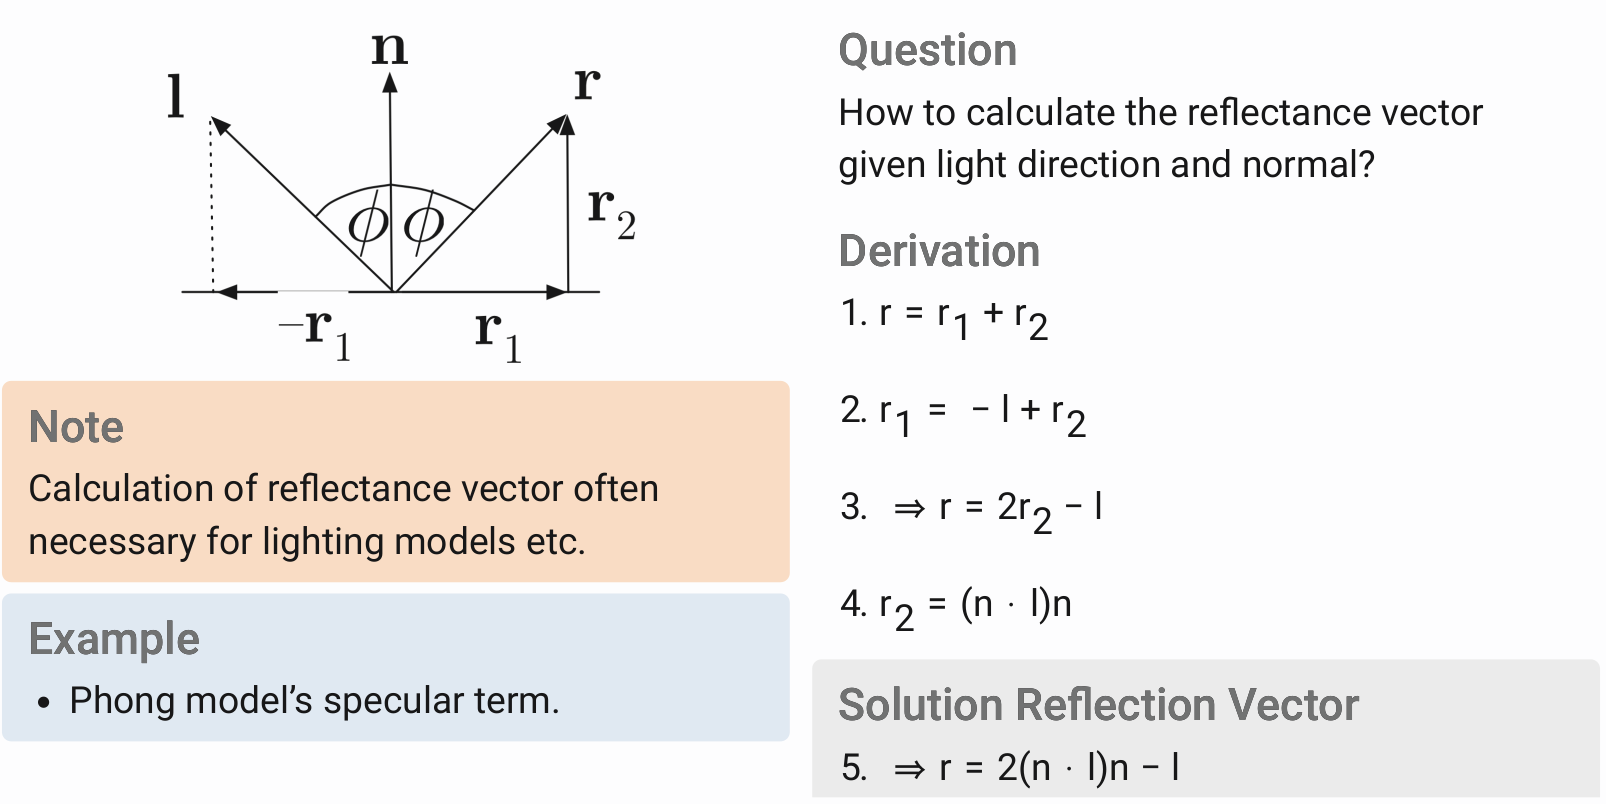 n
l
r
ϕ ϕ
r₂
–r₁
r₁
Note
Calculation of reflectance vector often
necessary for lighting models etc.
Example
• Phong model’s specular term.
Question
How to calculate the reflectance vector
given light direction and normal?
Derivation
1. r = r₁ + r₂
2. r₁ = − l + r₂
3. ⇒ r = 2r₂ − l
4. r₂ = (n · l)n
Solution Reflection Vector
5. ⇒ r = 2(n · l)n − l